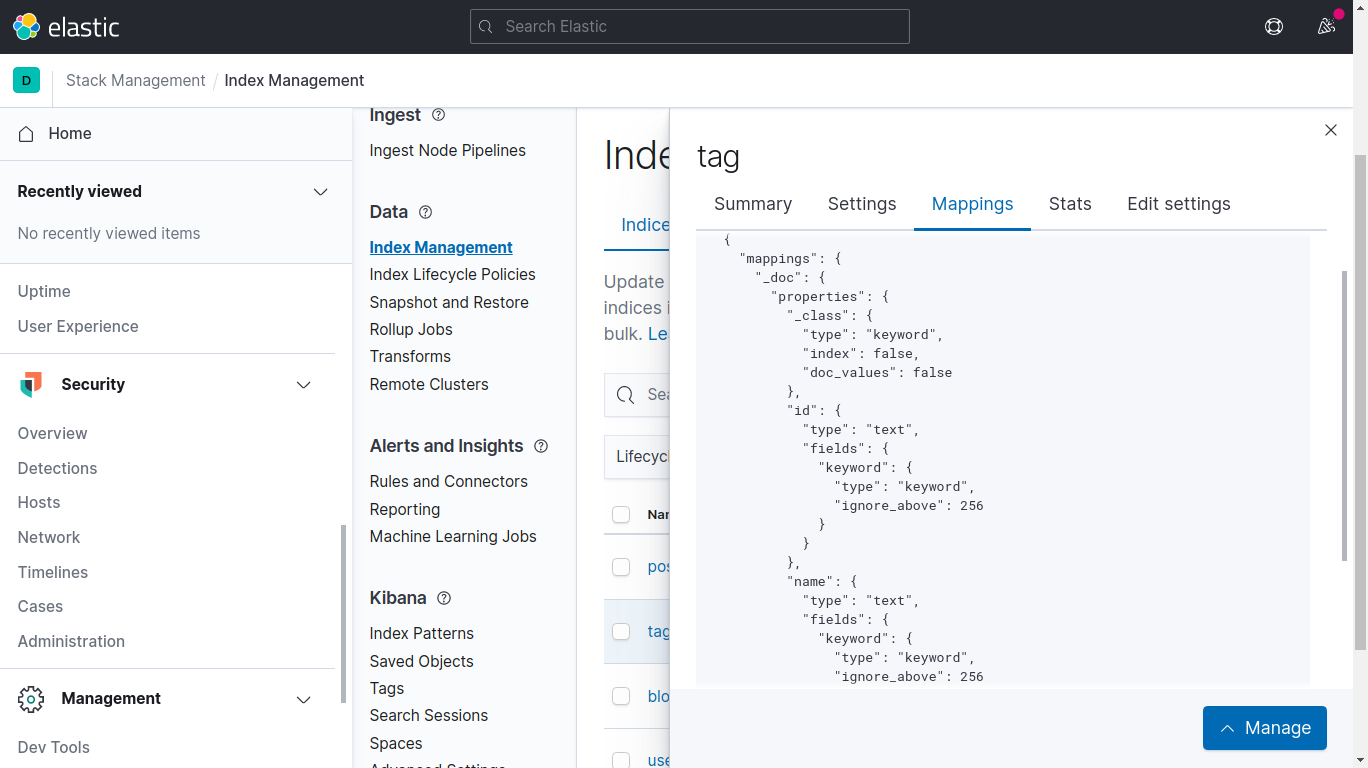 elastic
Search Elastic
D
Stack Management / Index Management
Home
Recently viewed
No recently viewed items
Uptime
User Experience
Security
Overview
Detections
Hosts
Network
Timelines
Cases
Administration
Management
Dev Tools
Ingest
Ingest Node Pipelines
Data
Index Management
Index Lifecycle Policies
Snapshot and Restore
Rollup Jobs
Transforms
Remote Clusters
Alerts and Insights
Rules and Connectors
Reporting
Machine Learning Jobs
Kibana
Index Patterns
Saved Objects
Tags
Search Sessions
Spaces
Advanced Settings
Inde
Indice
Update
indices i
bulk. Le
Sea
Lifecyc
Nar
pos
tag
blo
use
tag
Summary
Settings
Mappings
Stats
Edit settings
{
"mappings": {
"_doc": {
"properties": {
"_class": {
"type": "keyword",
"index": false,
"doc_values": false
},
"id": {
"type": "text",
"fields": {
"keyword": {
"type": "keyword",
"ignore_above": 256
}
}
},
"name": {
"type": "text",
"fields": {
"keyword": {
"type": "keyword",
"ignore_above": 256
Manage